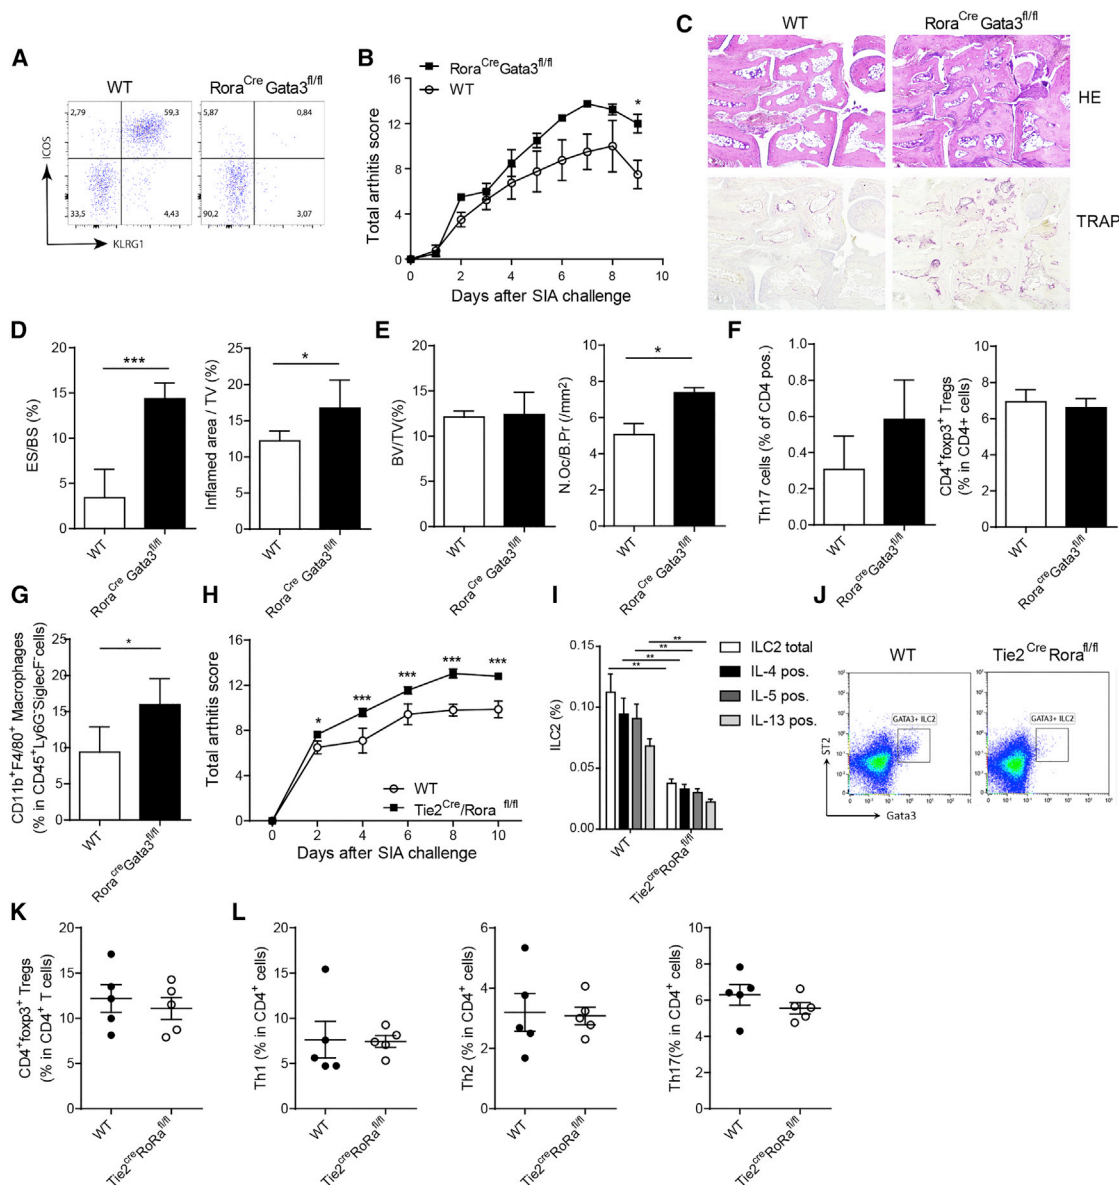 A
WT
Rora^Cre Gata3^fl/fl
2,79
59,3
5,87
0,84
ICOS
33,5
4,43
90,2
3,07
KLRG1
B
Rora^Cre Gata3^fl/fl
WT
Total arthitis score
16
12
8
4
0
*
0 2 4 6 8 10
Days after SIA challenge
C
WT
Rora^Cre Gata3^fl/fl
HE
TRAP
D
ES/BS (%)
20
15
10
5
0
***
WT
Rora^Cre Gata3^fl/fl
Inflamed area / TV (%)
25
20
15
10
5
0
*
WT
Rora^Cre Gata3^fl/fl
E
BV/TV(%)
20
15
10
5
0
WT
Rora^Cre Gata3^fl/fl
N.Oc/B.Pr (/mm2)
10
8
6
4
2
0
*
WT
Rora^Cre Gata3^fl/fl
F
Th17 cells (% of CD4 pos.)
1.0
0.8
0.6
0.4
0.2
0.0
WT
Rora^cre Gata3^fl/fl
CD4+foxp3+ Tregs
(% in CD4+ cells)
10
8
6
4
2
0
WT
Rora^cre Gata3^fl/fl
G
CD11b+F4/80+ Macrophages
(% in CD45+Ly6G-SiglecF-cells)
25
20
15
10
5
0
*
WT
Rora^cre Gata3^fl/fl
H
Total arthitis score
16
12
8
4
0
* *** *** *** ***
WT
Tie2^Cre/Rora^fl/fl
0 2 4 6 8 10
Days after SIA challenge
I
ILC2 (%)
0.15
0.10
0.05
0.00
**
**
**
**
ILC2 total
IL-4 pos.
IL-5 pos.
IL-13 pos.
WT
Tie2^creRoRa^fl/fl
J
WT
Tie2^Cre Rora^fl/fl
GATA3+ ILC2
GATA3+ ILC2
ST2
Gata3
K
CD4+foxp3+ Tregs
(% in CD4+ T cells)
20
15
10
5
0
WT
Tie2^creRoRa^fl/fl
L
Th1 (% in CD4+ cells)
20
15
10
5
0
WT
Tie2^creRoRa^fl/fl
Th2 (% in CD4+ cells)
6
4
2
0
WT
Tie2^creRoRa^fl/fl
Th17(% in CD4+ cells)
10
8
6
4
2
0
WT
Tie2^creRoRa^fl/fl